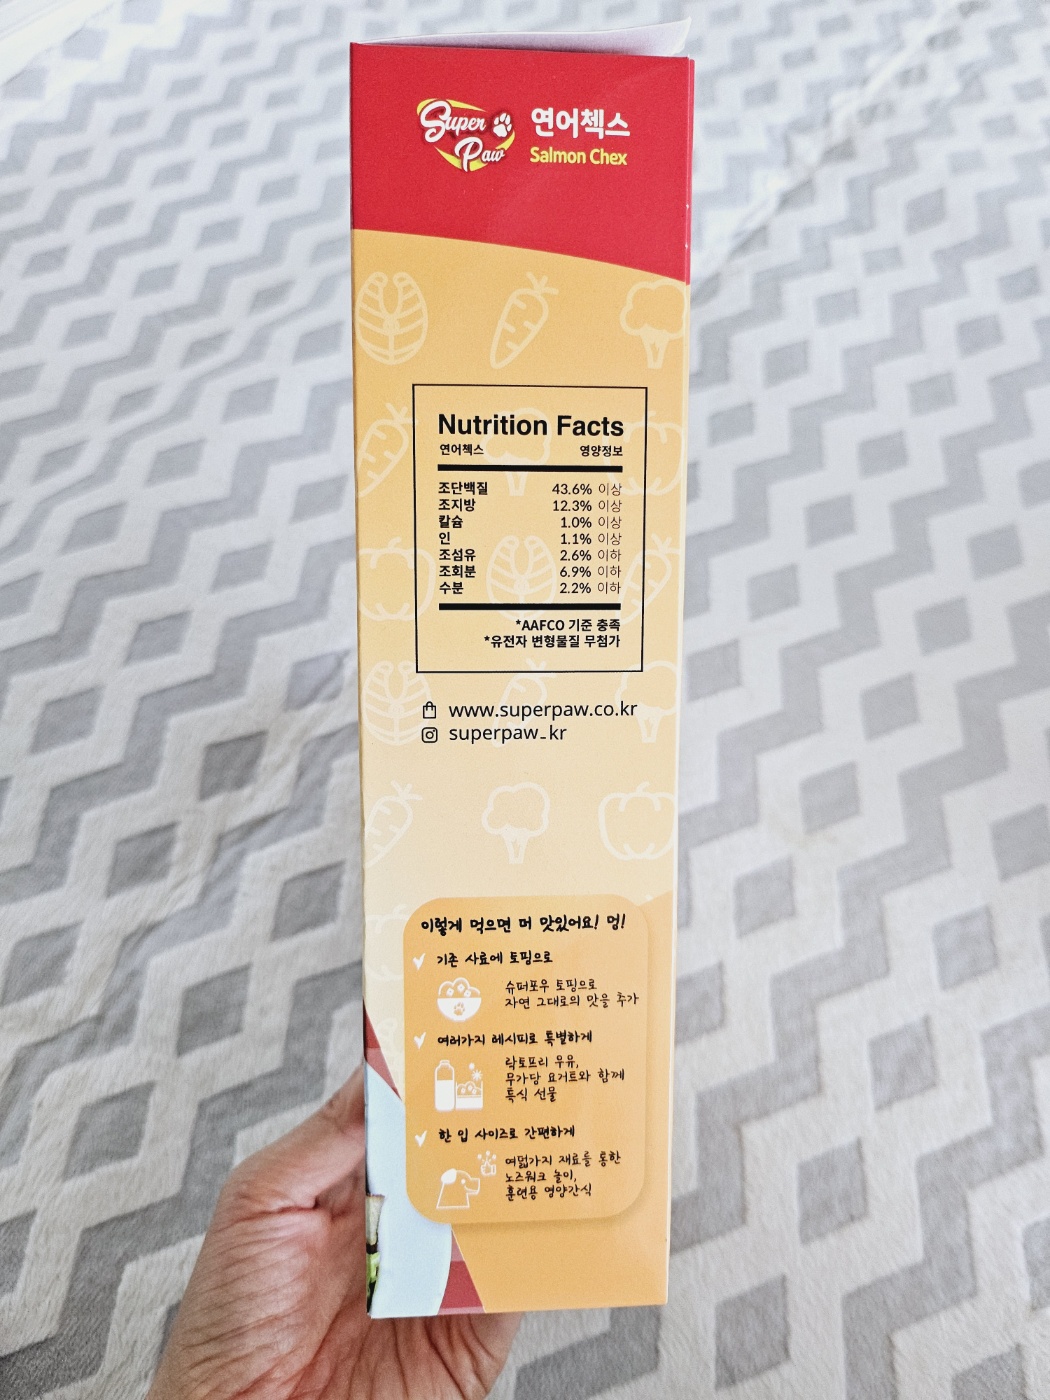 Super Paw
연어첵스
Salmon Chex
Nutrition Facts
연어첵스 영양정보
조단백질 43.6% 이상
조지방 12.3% 이상
칼슘 1.0% 이상
인 1.1% 이상
조섬유 2.6% 이하
조회분 6.9% 이하
수분 2.2% 이하
*AAFCO 기준 충족
*유전자 변형물질 무첨가
www.superpaw.co.kr
superpaw_kr
이렇게 먹으면 더 맛있어요! 멍!
기존 사료에 토핑으로
슈퍼포우 토핑으로
자연 그대로의 맛을 추가
여러가지 레시피로 특별하게
락토프리 우유,
무가당 요거트와 함께
특식 선물
한 입 사이즈로 간편하게
여덟가지 재료를 통한
노즈워크 놀이,
훈련용 영양간식